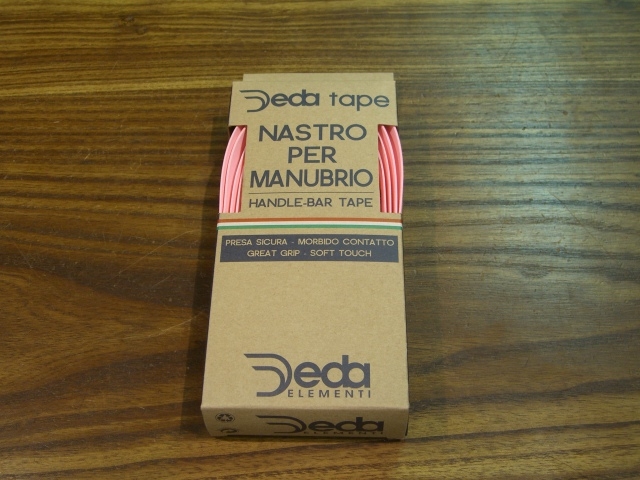 Deda tape
NASTRO
PER
MANUBRIO
HANDLE-BAR TAPE
PRESA SICURA - MORBIDO CONTATTO
GREAT GRIP - SOFT TOUCH
Deda
ELEMENTI
Deda
ELEMENTI